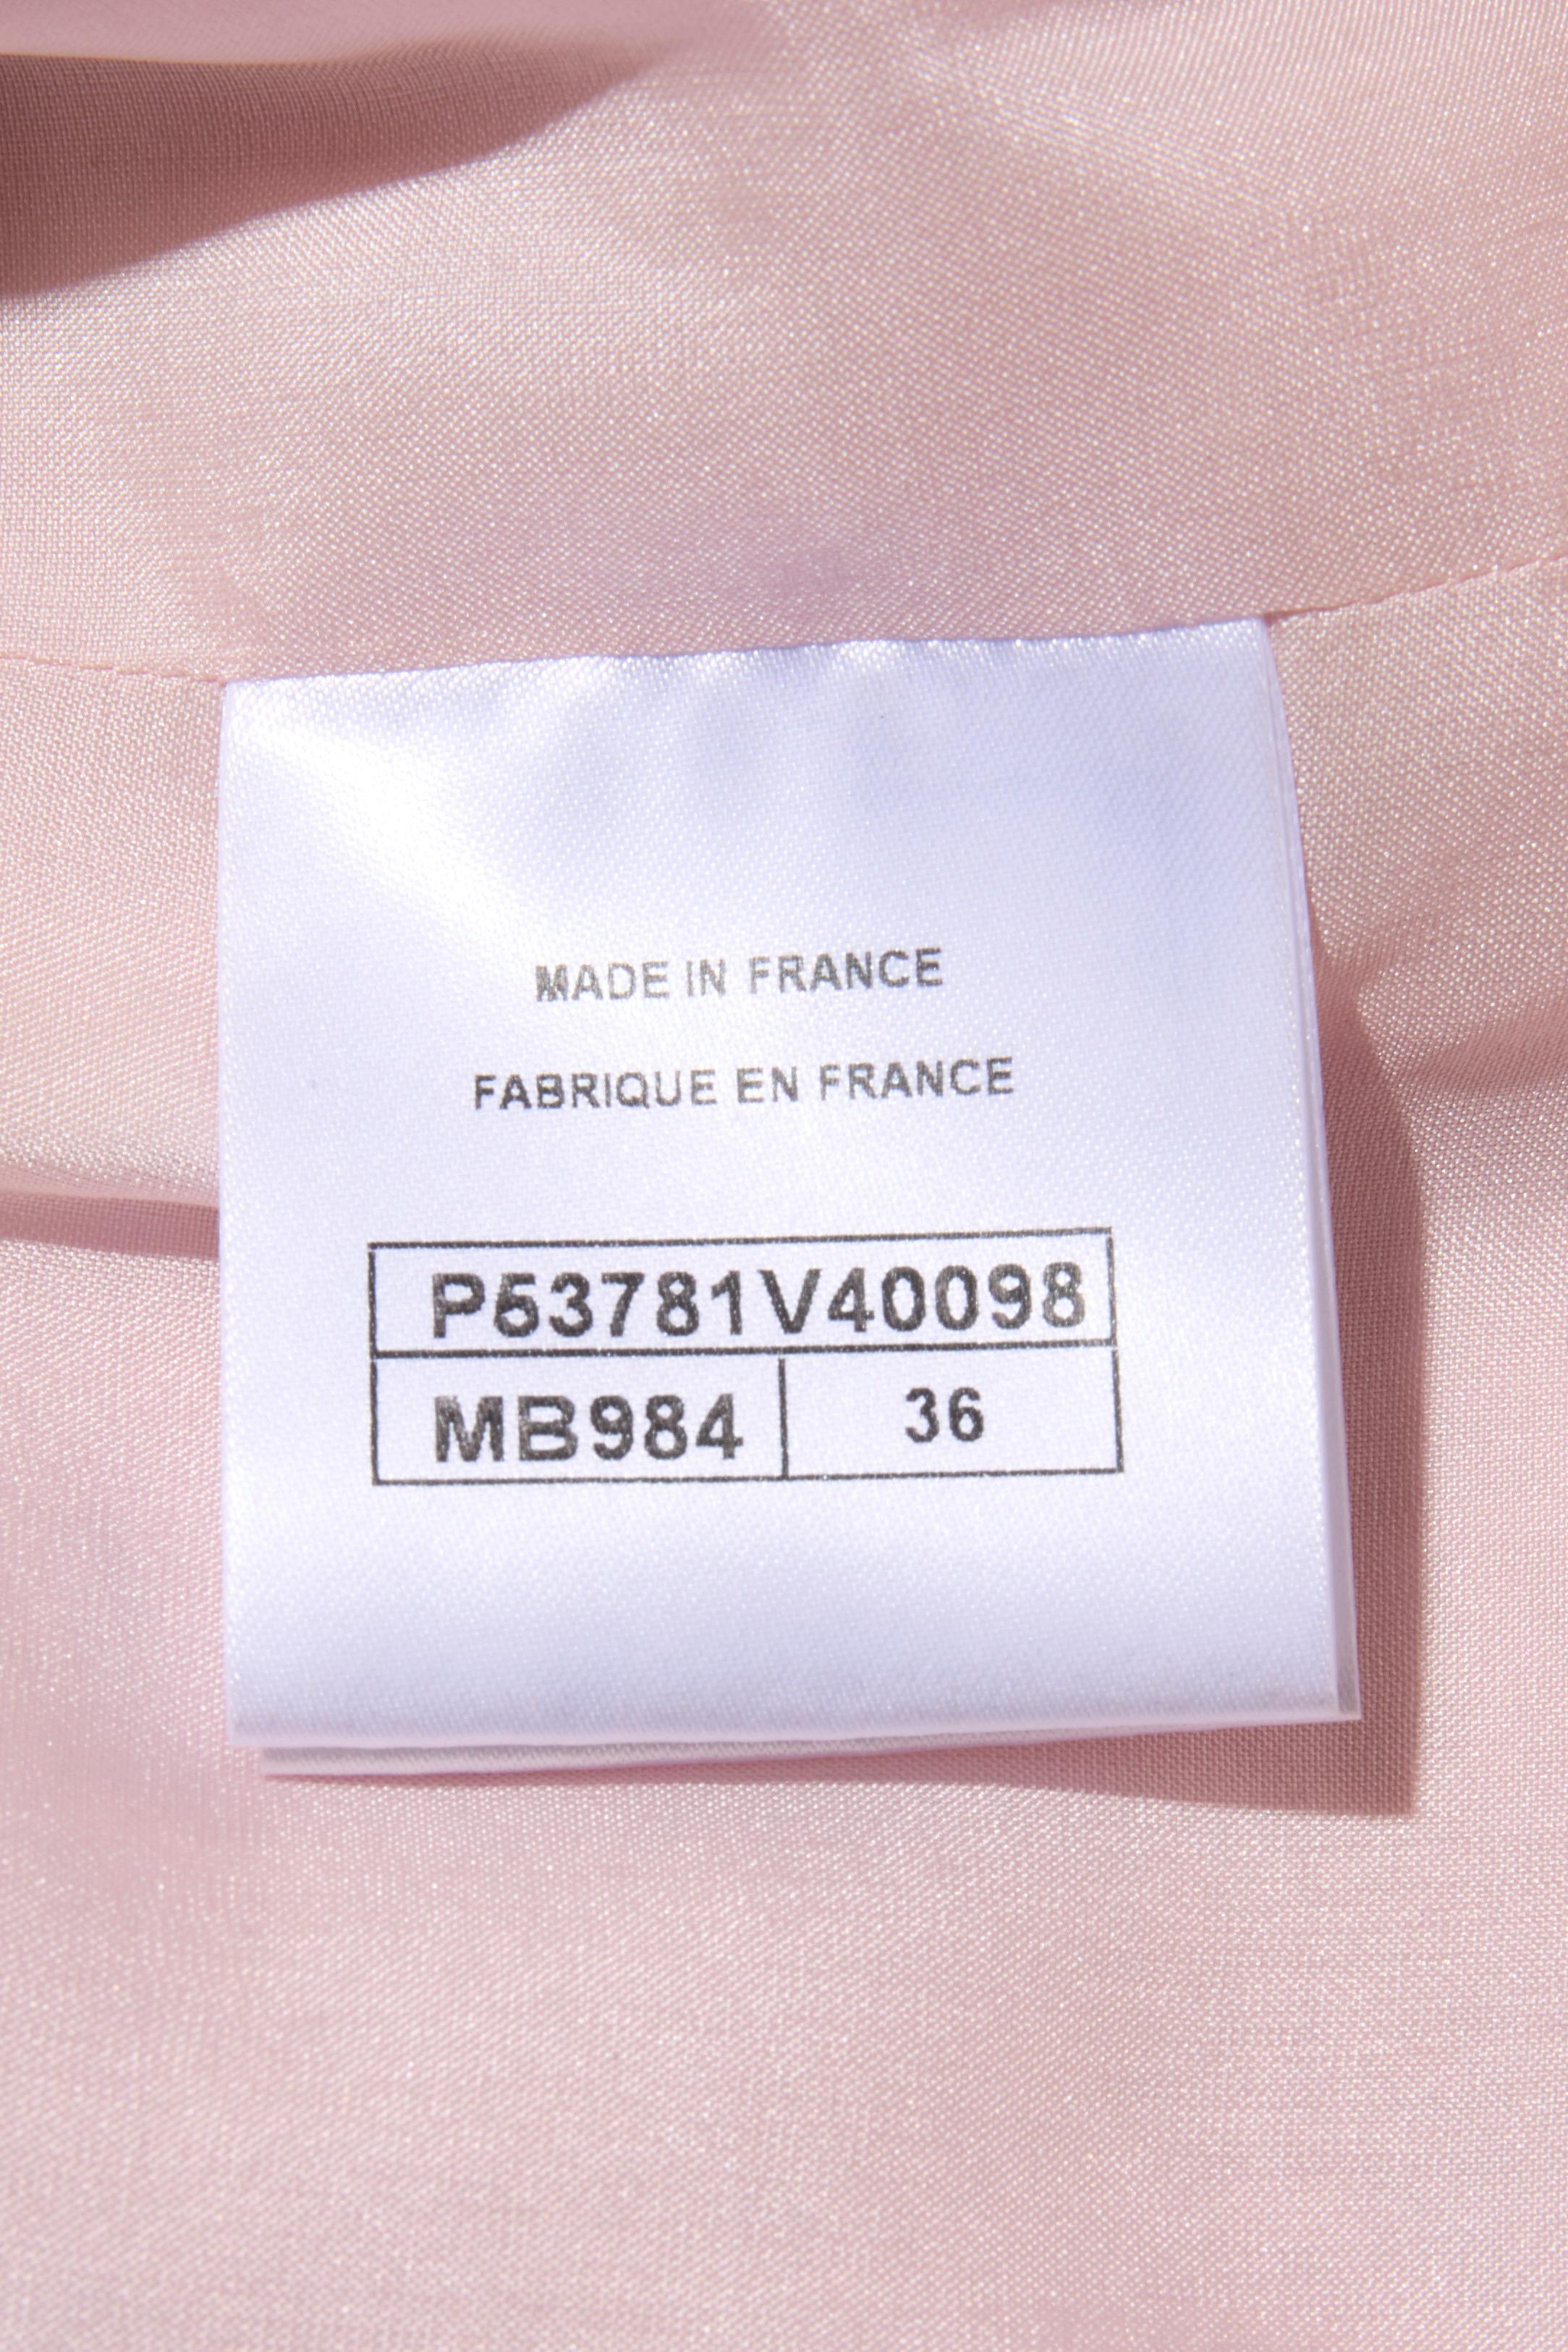 MADE IN FRANCE
FABRIQUE EN FRANCE
P53781V40098
MB984 36